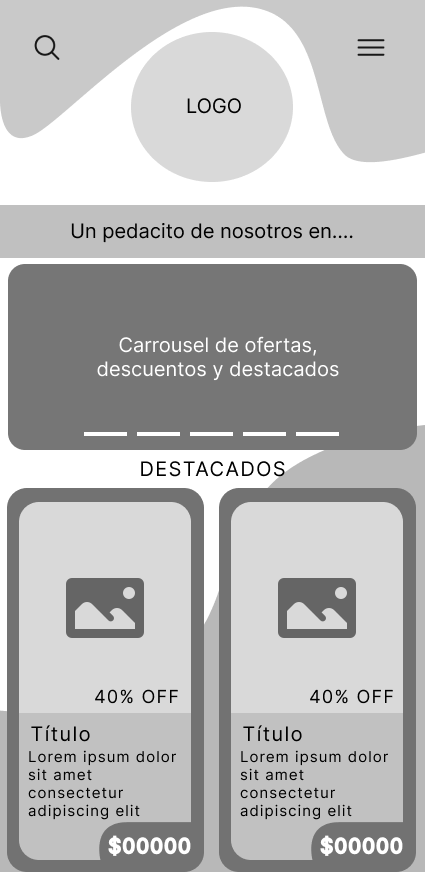 LOGO
Un pedacito de nosotros en....
Carrousel de ofertas,
descuentos y destacados
DESTACADOS
40% OFF
Título
Lorem ipsum dolor
sit amet
consectetur
adipiscing elit
$00000
40% OFF
Título
Lorem ipsum dolor
sit amet
consectetur
adipiscing elit
$00000